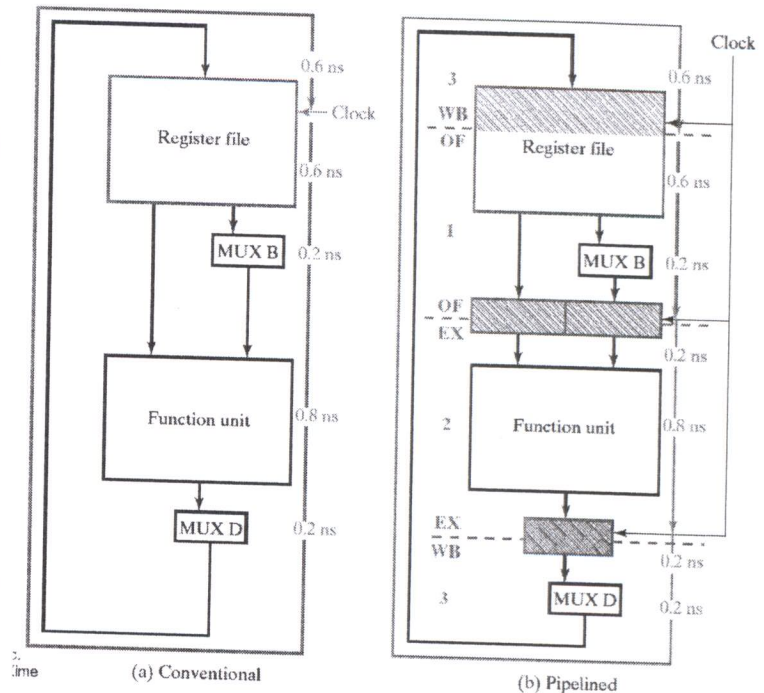 0.6 ns
Clock
Register file
0.6 ns
MUX B
0.2 ns
Function unit
0.8 ns
MUX D
0.2 ns
ime
(a) Conventional
Clock
3
0.6 ns
WB
OF
Register file
0.6 ns
1
MUX B
0.2 ns
OF
EX
0.2 ns
2
Function unit
0.8 ns
EX
WB
0.2 ns
3
MUX D
0.2 ns
(b) Pipelined